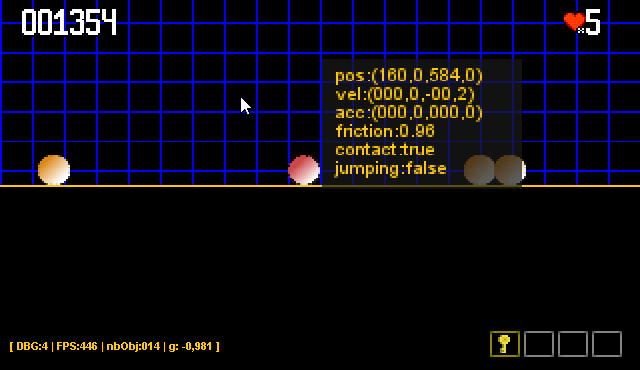 001354
5
pos:(160,0,584,0)
vel:(000,0,-00,2)
acc:(000,0,000,0)
friction:0.96
contact:true
jumping:false
[ DBG:4 | FPS:446 | nbObj:014 | g: -0,981 ]